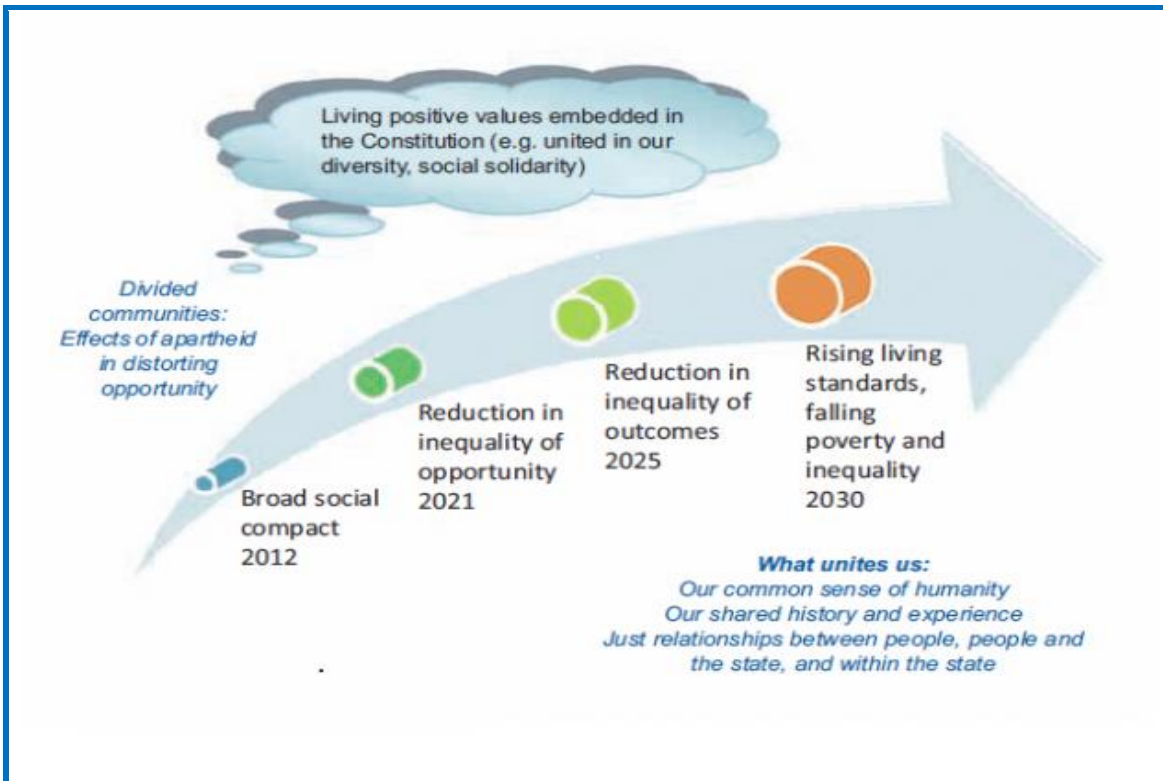 Living positive values embedded in
the Constitution (e.g. united in our
diversity, social solidarity)
Divided
communities:
Effects of apartheid
in distorting
opportunity
Broad social
compact
2012
Reduction in
inequality of
opportunity
2021
Reduction in
inequality of
outcomes
2025
Rising living
standards,
falling
poverty and
inequality
2030
What unites us:
Our common sense of humanity
Our shared history and experience
Just relationships between people, people and
the state, and within the state
.